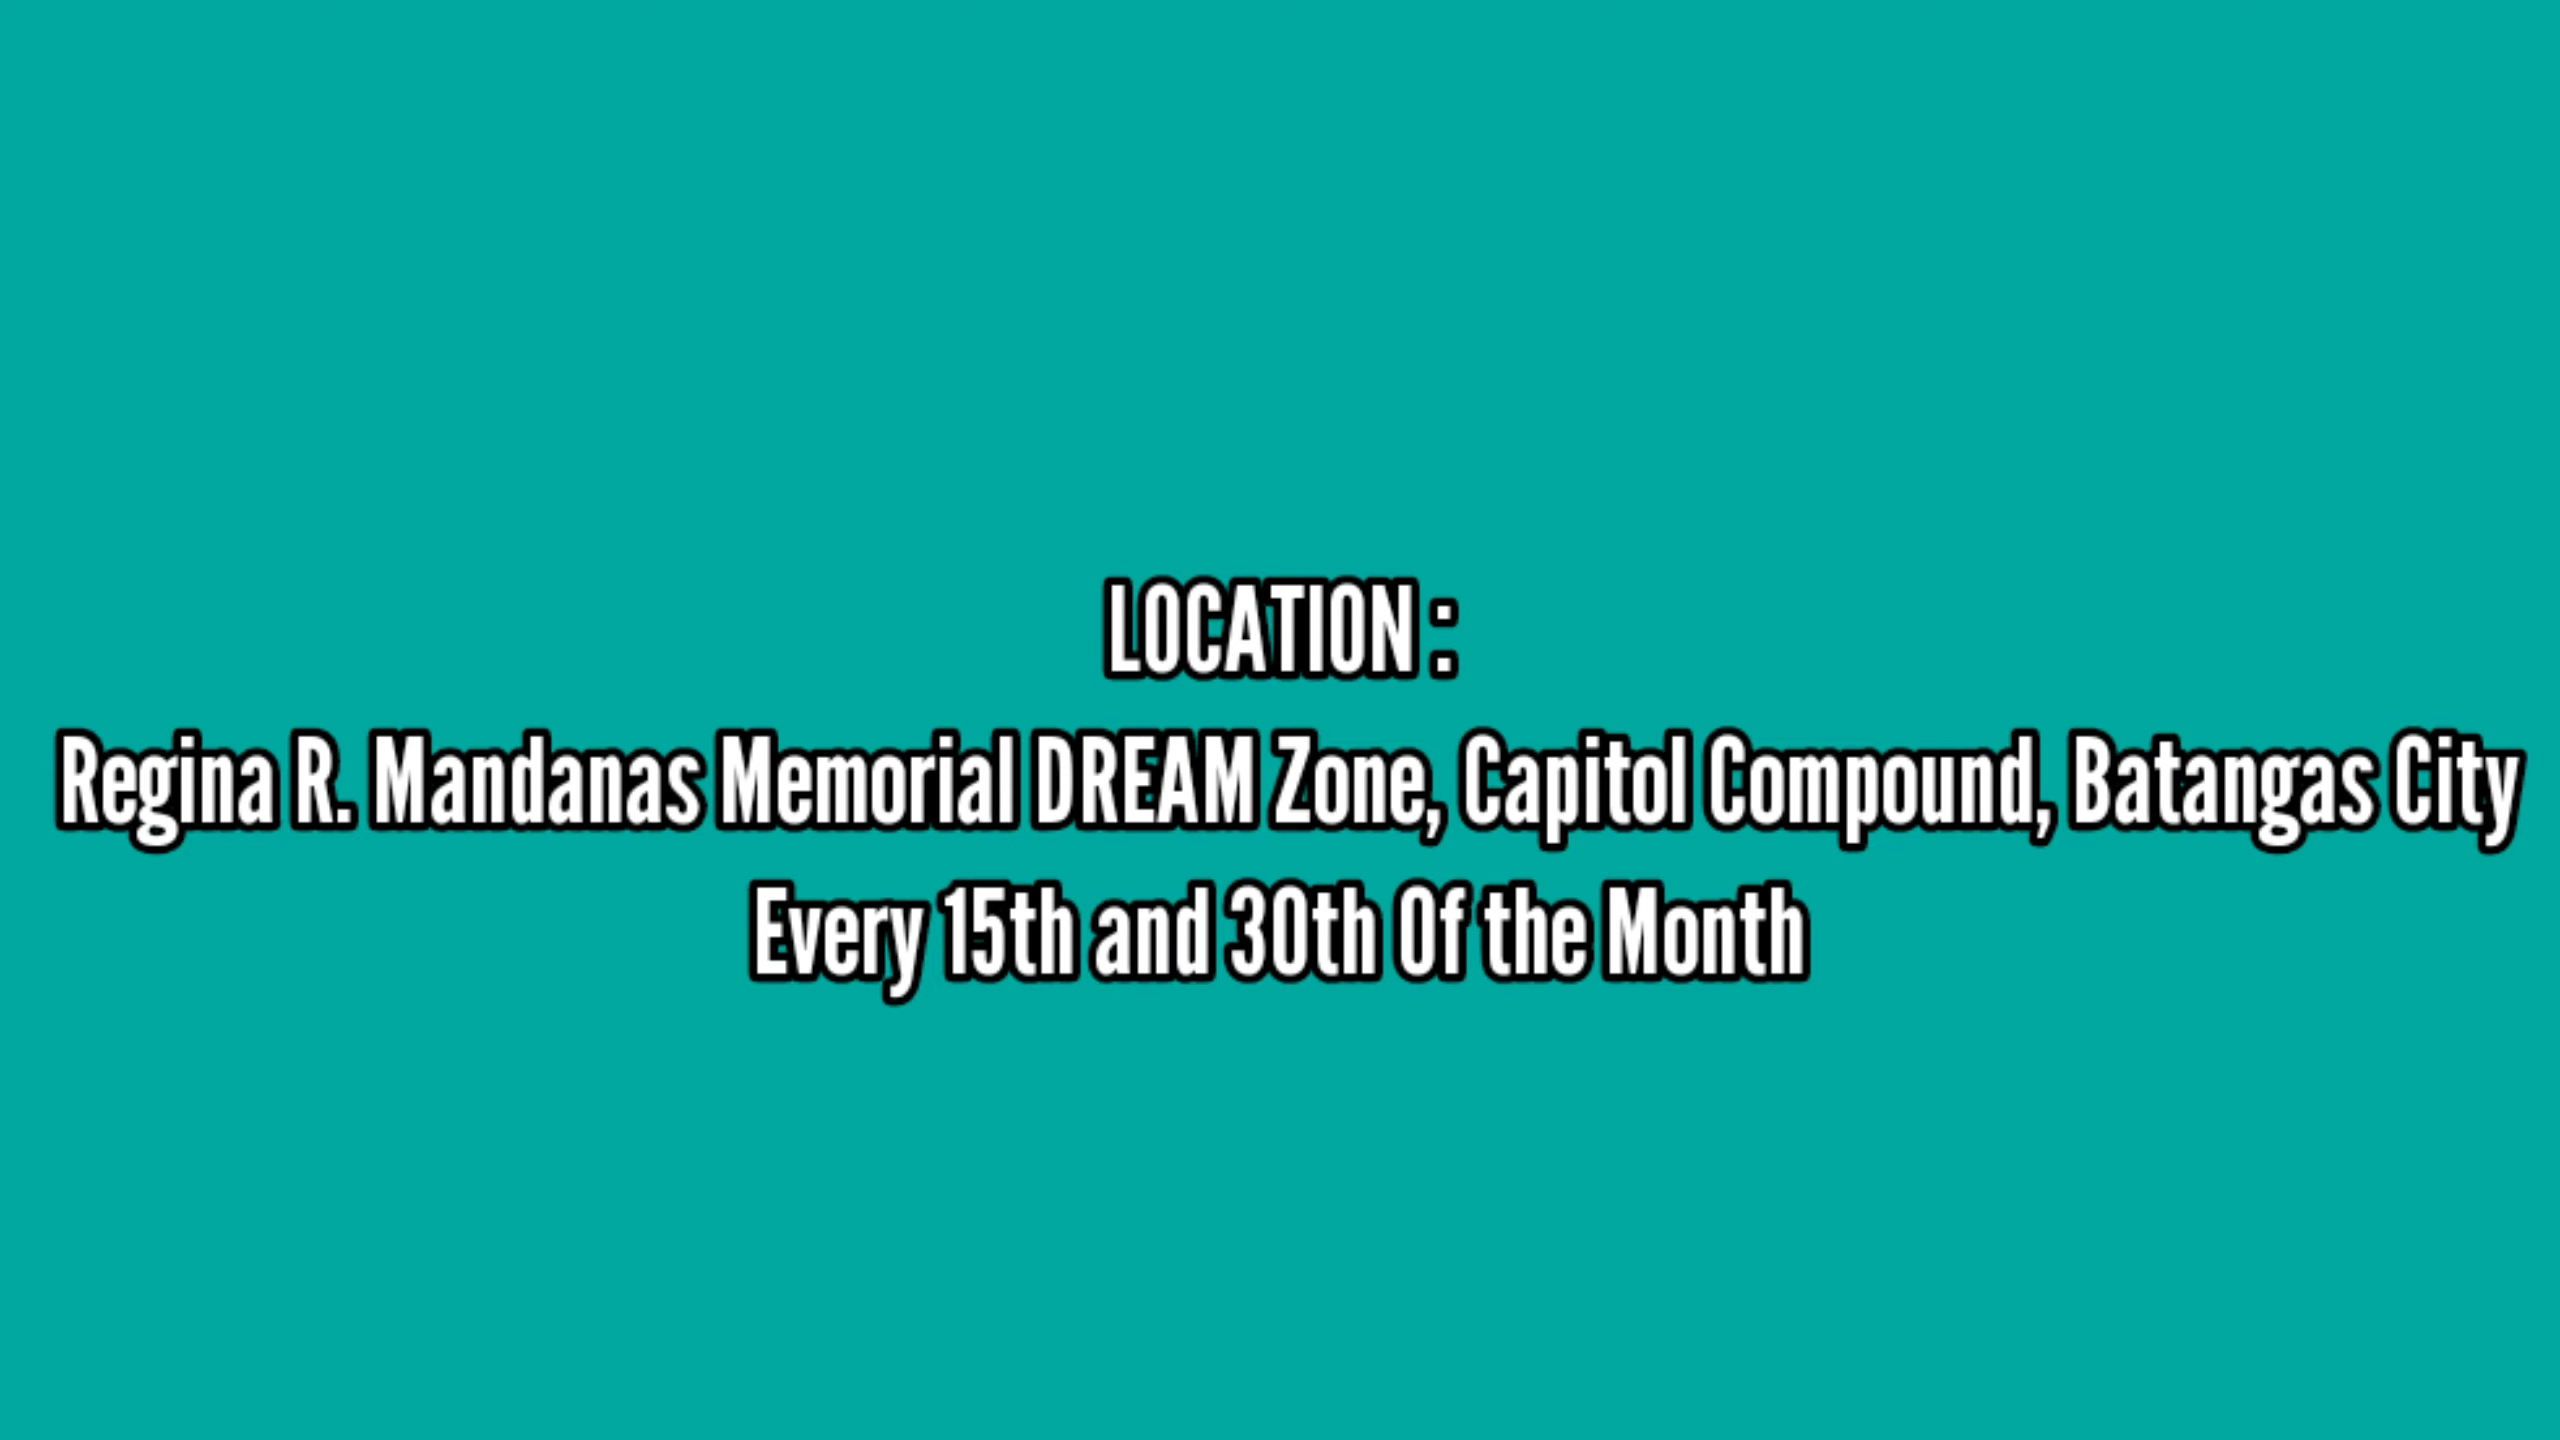 LOCATION :
Regina R. Mandanas Memorial DREAM Zone, Capitol Compound, Batangas City
Every 15th and 30th Of the Month